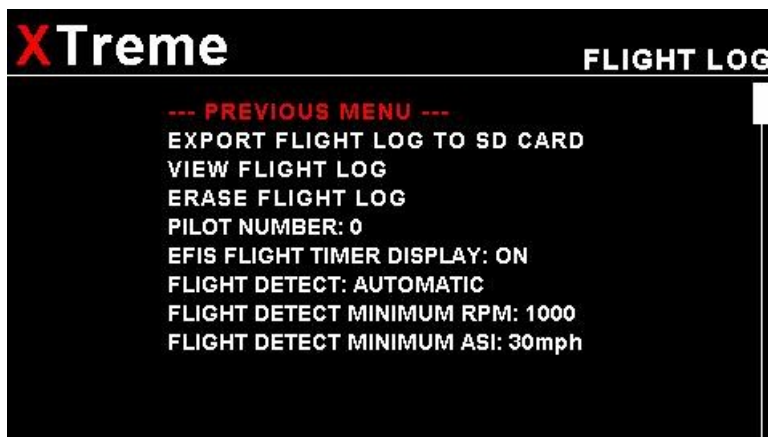 XTreme
FLIGHT LOG
--- PREVIOUS MENU ---
EXPORT FLIGHT LOG TO SD CARD
VIEW FLIGHT LOG
ERASE FLIGHT LOG
PILOT NUMBER: 0
EFIS FLIGHT TIMER DISPLAY: ON
FLIGHT DETECT: AUTOMATIC
FLIGHT DETECT MINIMUM RPM: 1000
FLIGHT DETECT MINIMUM ASI: 30mph